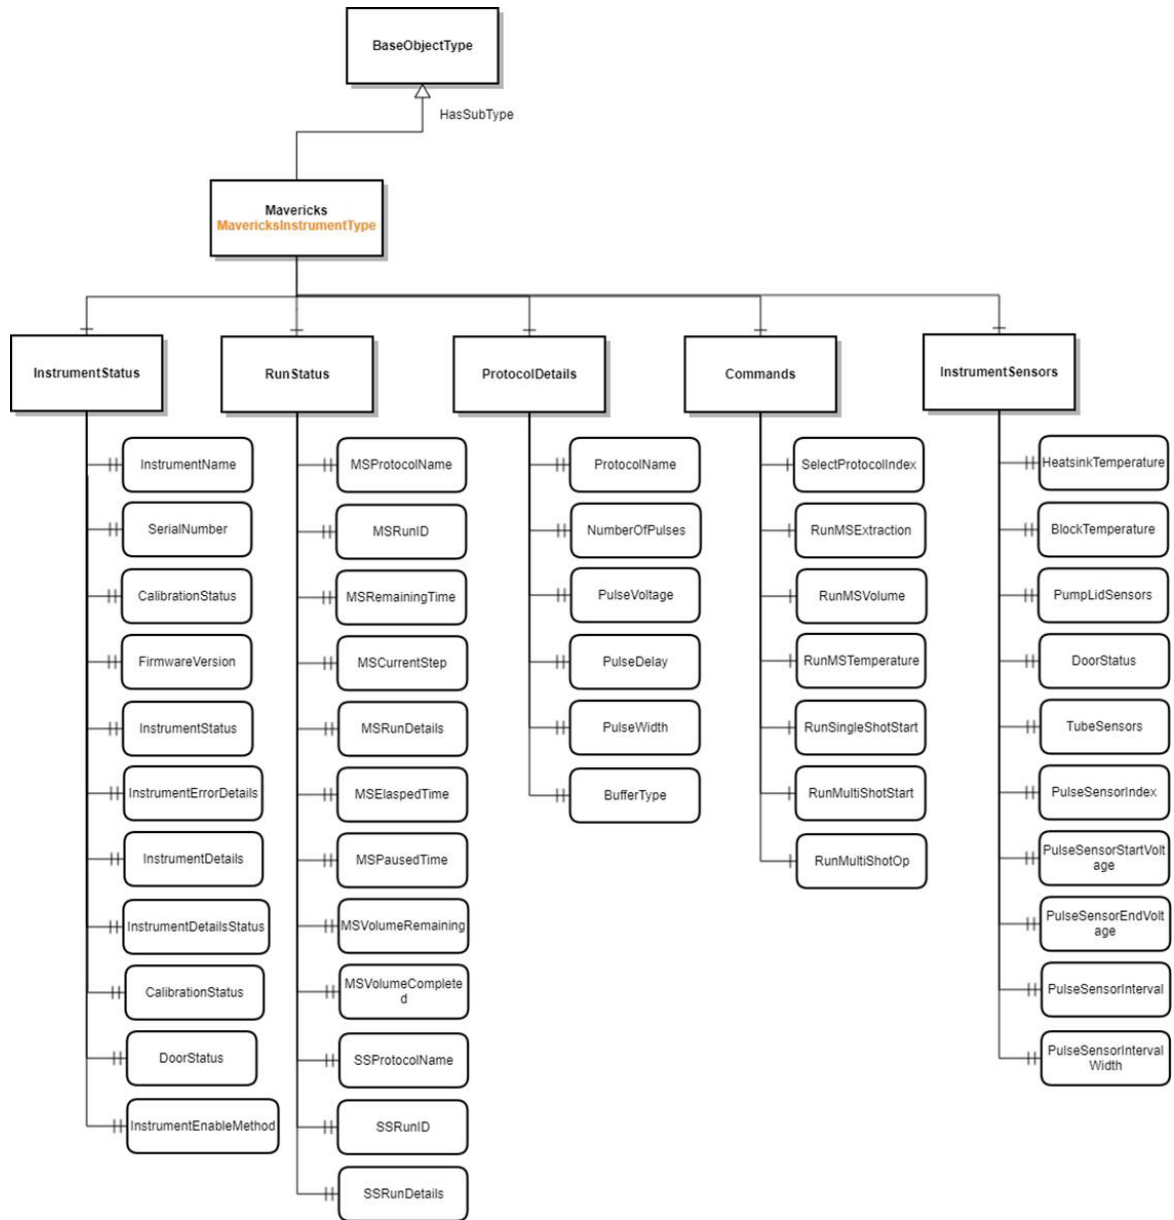 BaseObjectType
HasSubType
Mavericks
MavericksInstrumentType
InstrumentStatus
RunStatus
ProtocolDetails
Commands
InstrumentSensors
InstrumentName
SerialNumber
CalibrationStatus
FirmwareVersion
InstrumentStatus
InstrumentErrorDetails
InstrumentDetails
InstrumentDetailsStatus
CalibrationStatus
DoorStatus
InstrumentEnableMethod
MSProtocolName
MSRunID
MSRemainingTime
MSCurrentStep
MSRunDetails
MSElaspedTime
MSPausedTime
MSVolumeRemaining
MSVolumeComplete
d
SSProtocolName
SSRunID
SSRunDetails
ProtocolName
NumberOfPulses
PulseVoltage
PulseDelay
PulseWidth
BufferType
SelectProtocolIndex
RunMSExtraction
RunMSVolume
RunMSTemperature
RunSingleShotStart
RunMultiShotStart
RunMultiShotOp
HeatsinkTemperature
BlockTemperature
PumpLidSensors
DoorStatus
TubeSensors
PulseSensorIndex
PulseSensorStartVolt
age
PulseSensorEndVolt
age
PulseSensorInterval
PulseSensorInterval
Width